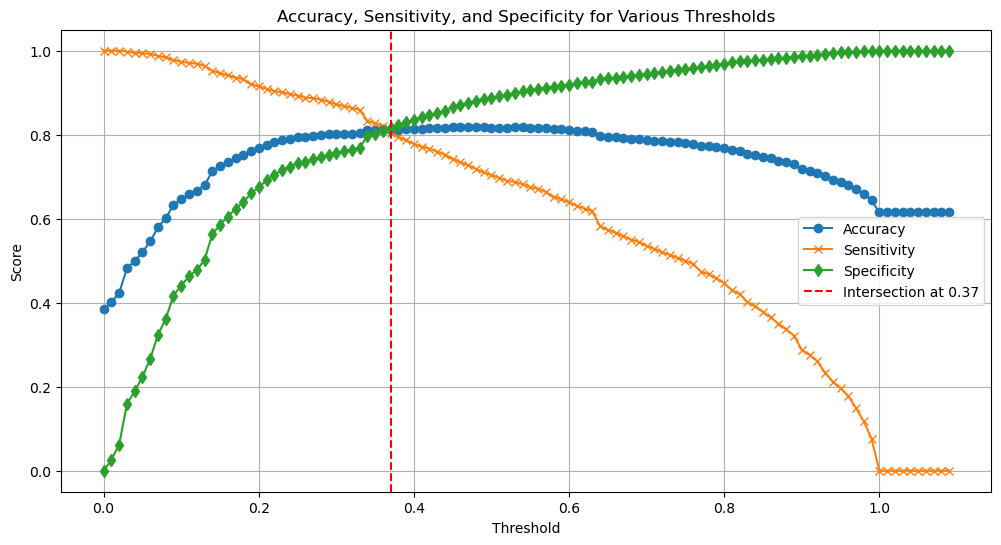 Accuracy, Sensitivity, and Specificity for Various Thresholds
Score
1.0
0.8
0.6
0.4
0.2
0.0
Accuracy
Sensitivity
Specificity
Intersection at 0.37
0.0 0.2 0.4 0.6 0.8 1.0
Threshold